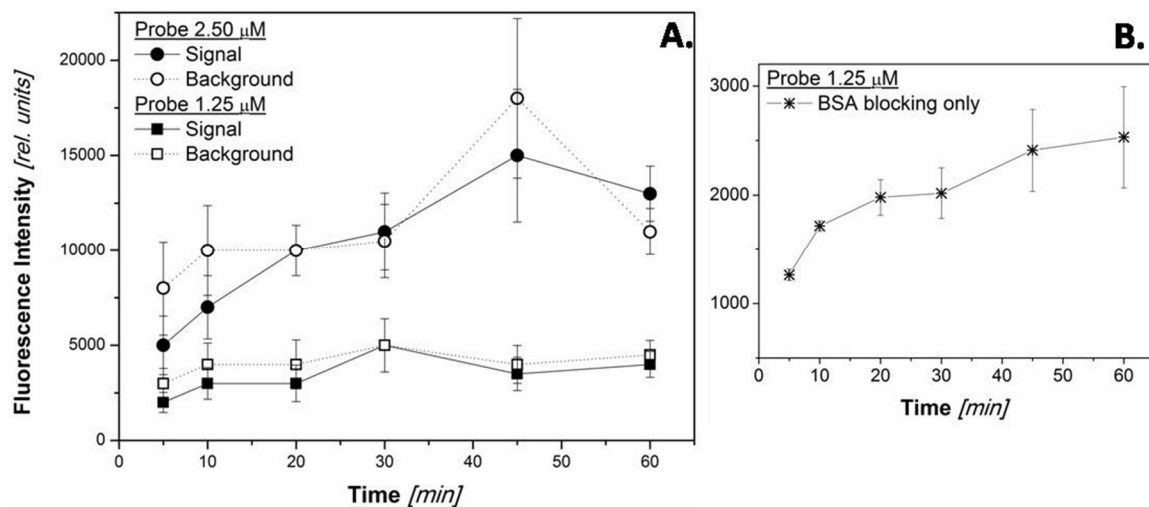 A.
Probe 2.50 μM
Signal
Background
Probe 1.25 μM
Signal
Background
Fluorescence Intensity [rel. units]
20000
15000
10000
5000
0
0 10 20 30 40 50 60
Time [min]
B.
Probe 1.25 μM
BSA blocking only
3000
2000
1000
0 10 20 30 40 50 60
Time [min]